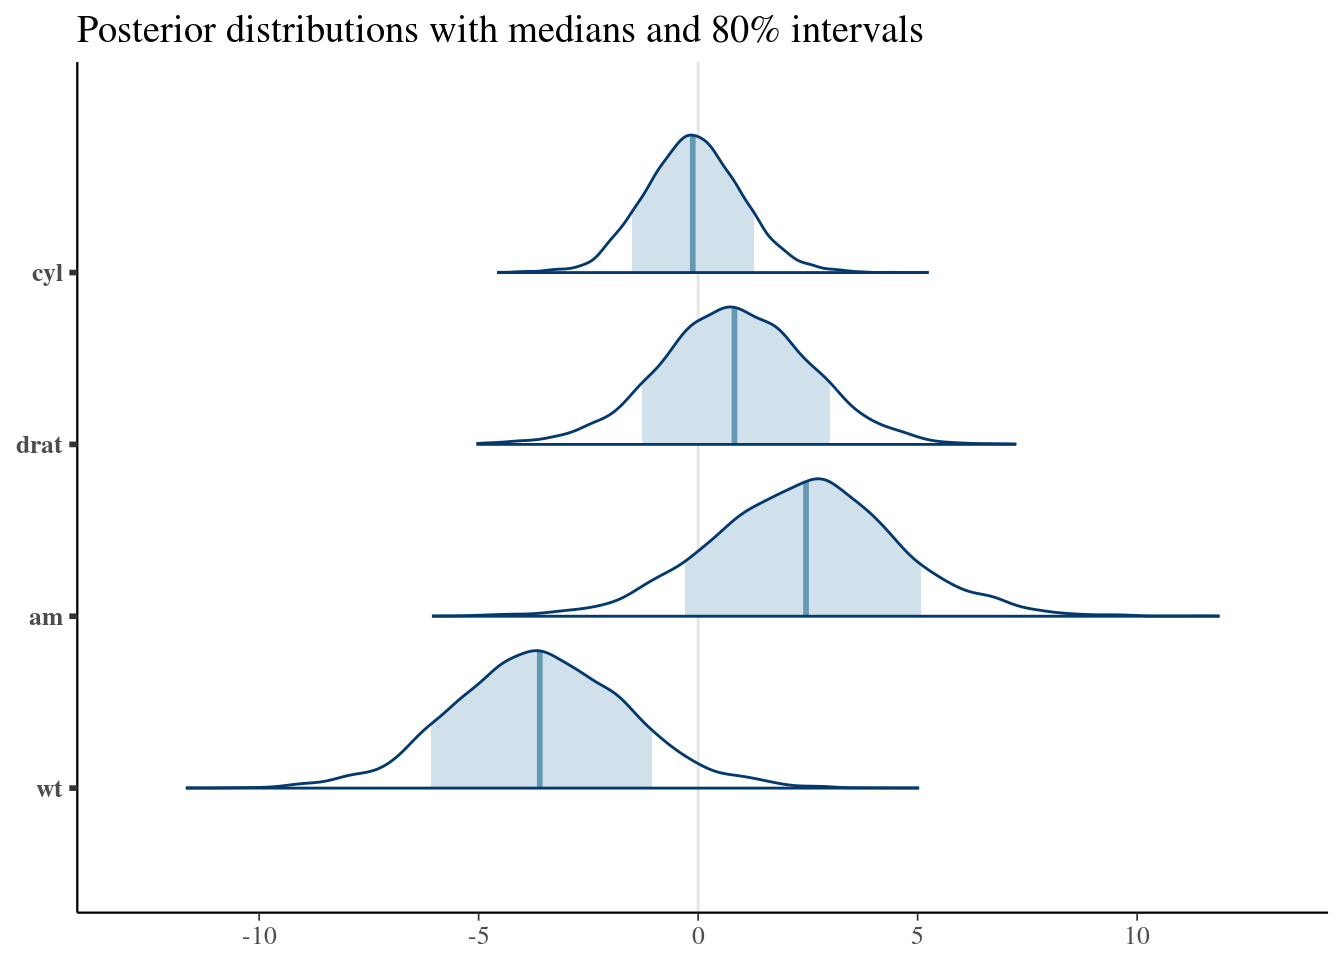 Posterior distributions with medians and 80% intervals
cyl
drat
am
wt
-10 -5 0 5 10